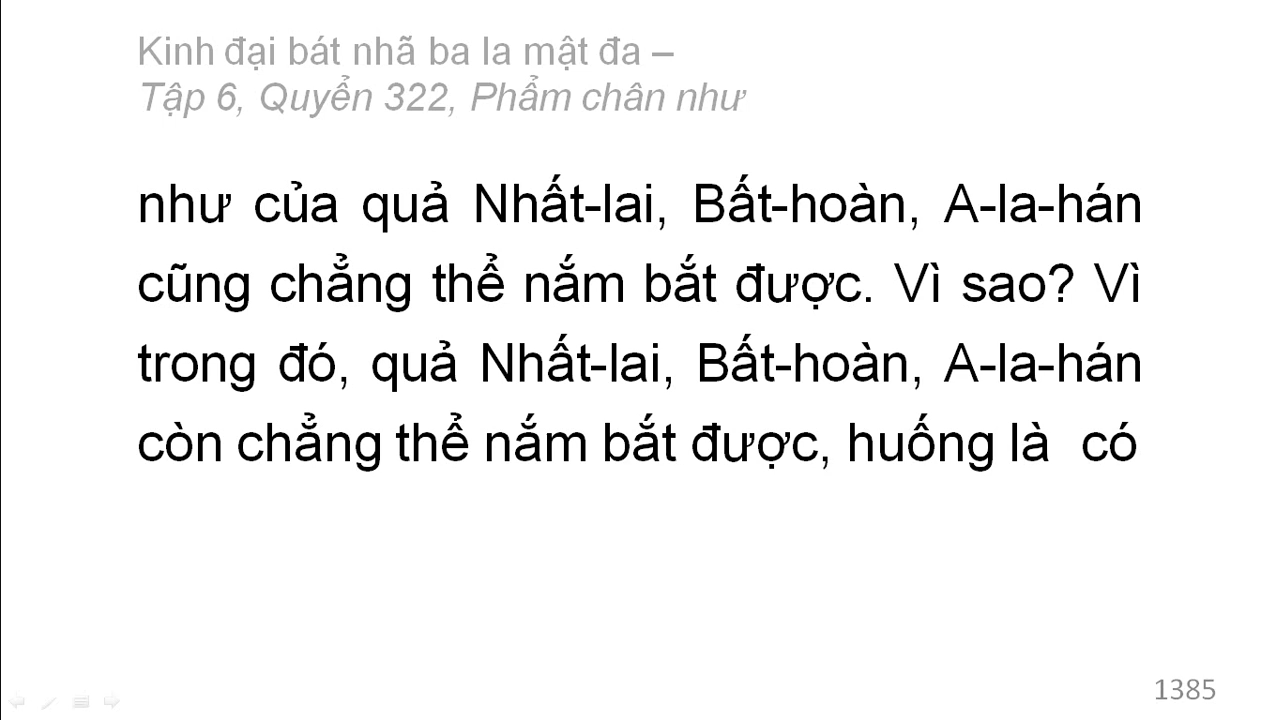 Kinh đại bát nhã ba la mật đa –
Tập 6, Quyển 322, Phẩm chân như
như của quả Nhất-lai, Bất-hoàn, A-la-hán
cũng chẳng thể nắm bắt được. Vì sao? Vì
trong đó, quả Nhất-lai, Bất-hoàn, A-la-hán
còn chẳng thể nắm bắt được, huống là có
1385